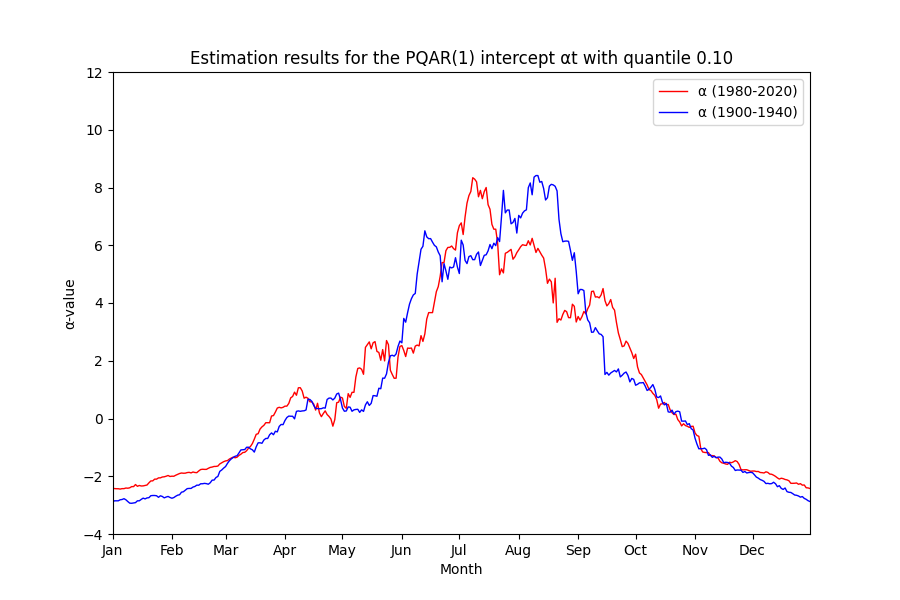 Estimation results for the PQAR(1) intercept αt with quantile 0.10
α (1980-2020)
α (1900-1940)
12
10
8
6
4
2
0
−2
−4
α-value
Jan Feb Mar Apr May Jun Jul Aug Sep Oct Nov Dec
Month